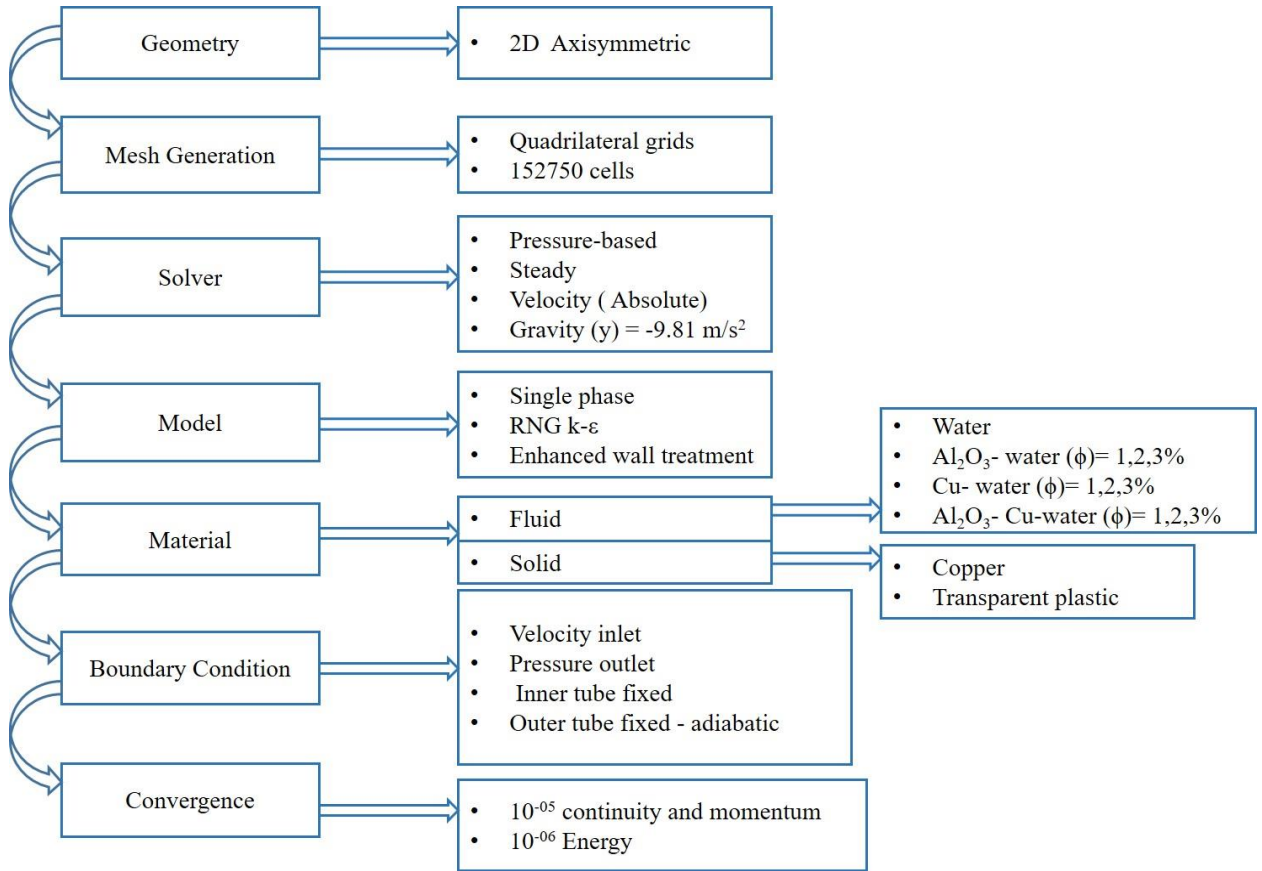 Geometry
• 2D Axisymmetric
Mesh Generation
• Quadrilateral grids
• 152750 cells
Solver
• Pressure-based
• Steady
• Velocity ( Absolute)
• Gravity (y) = -9.81 m/s²
Model
• Single phase
• RNG k-ε
• Enhanced wall treatment
Material
• Fluid
• Solid
• Water
• Al₂O₃- water (ϕ)= 1,2,3%
• Cu- water (ϕ)= 1,2,3%
• Al₂O₃- Cu-water (ϕ)= 1,2,3%
• Copper
• Transparent plastic
Boundary Condition
• Velocity inlet
• Pressure outlet
• Inner tube fixed
• Outer tube fixed - adiabatic
Convergence
• 10⁻⁰⁵ continuity and momentum
• 10⁻⁰⁶ Energy